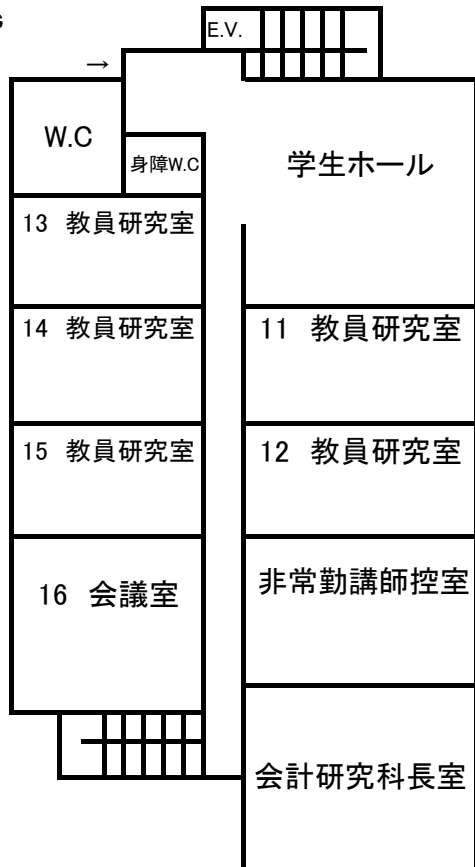 E.V.
→
W.C
身障W.C
学生ホール
13 教員研究室
14 教員研究室
11 教員研究室
15 教員研究室
12 教員研究室
16 会議室
非常勤講師控室
会計研究科長室